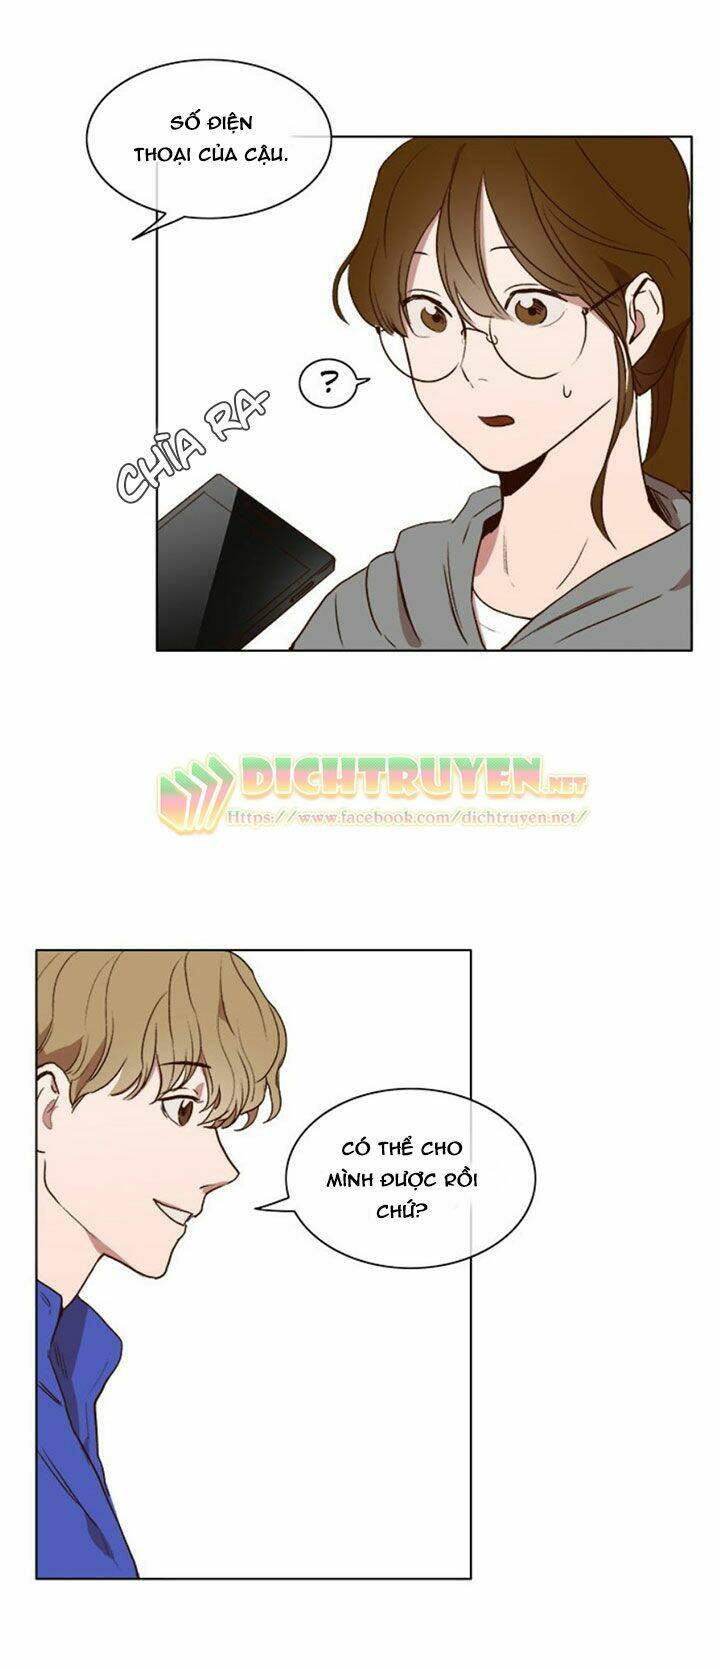 SỐ ĐIỆN
THOẠI CỦA CẬU.
?
CHÌA RA-
DICHTRUYEN.NET
Https://www.facebook.com/dichtruyen.net/
CÓ THỂ CHO
MÌNH ĐƯỢC RỒI
CHỨ?